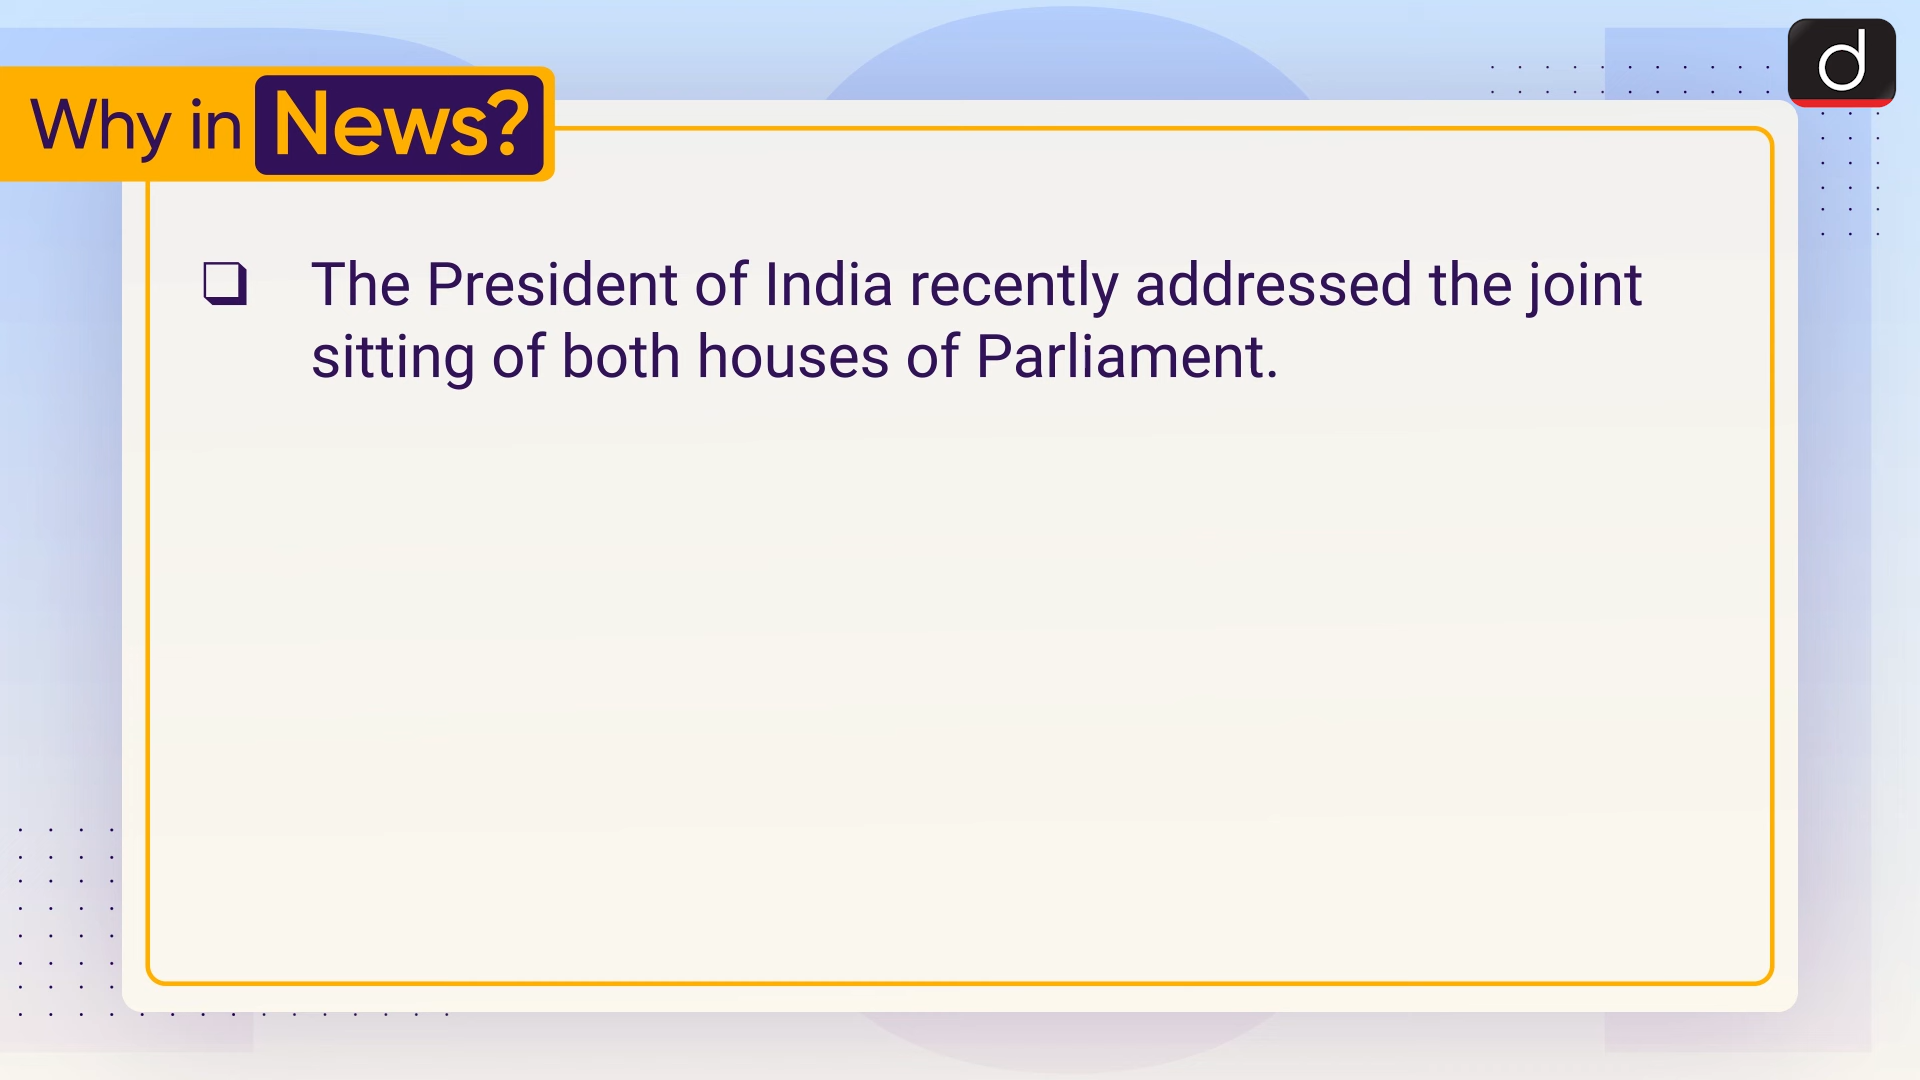 Why in News?
❑ The President of India recently addressed the joint
sitting of both houses of Parliament.
d